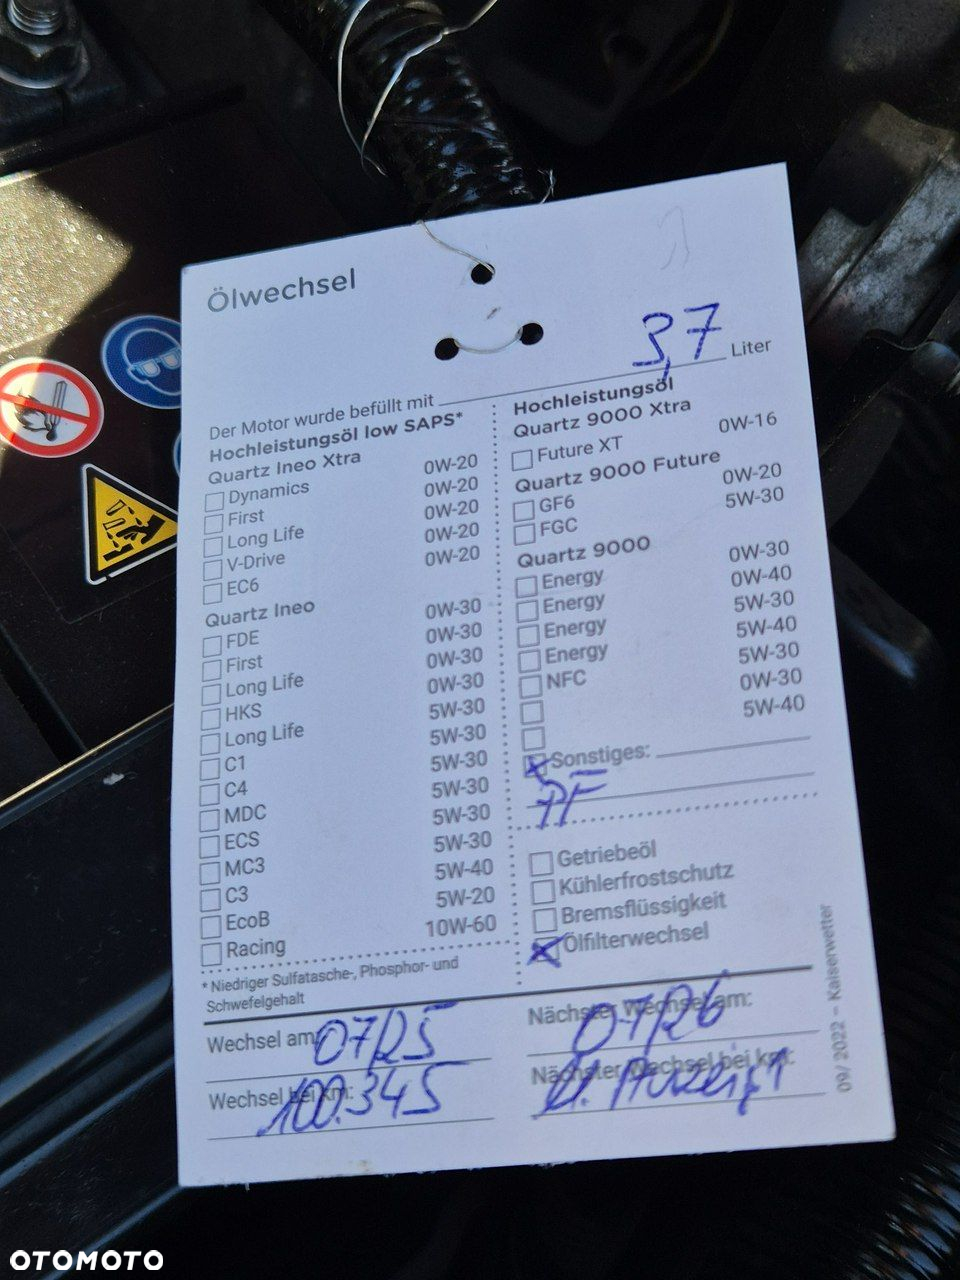 Ölwechsel
Der Motor wurde befüllt mit 3,7 Liter
Hochleistungsöl low SAPS*
Quartz Ineo Xtra
Dynamics 0W-20
First 0W-20
Long Life 0W-20
V-Drive 0W-20
EC6 0W-20
Quartz Ineo
FDE 0W-30
First 0W-30
Long Life 0W-30
HKS 0W-30
Long Life 5W-30
C1 5W-30
C4 5W-30
MDC 5W-30
ECS 5W-30
MC3 5W-30
C3 5W-40
EcoB 5W-20
Racing 10W-60
* Niedriger Sulfatasche-, Phosphor- und
Schwefelgehalt
Hochleistungsöl
Quartz 9000 Xtra
Future XT 0W-16
Quartz 9000 Future
GF6 0W-20
FGC 5W-30
Quartz 9000
Energy 0W-30
Energy 0W-40
Energy 5W-30
Energy 5W-40
NFC 5W-30
0W-30
5W-40
Sonstiges:
PF
Getriebeöl
Kühlerfrostschutz
Bremsflüssigkeit
Ölfilterwechsel
Wechsel am: 07/25
Nächster Wechsel am: 07/26
Wechsel bei km: 100.345
Nächster Wechsel bei km:
09/2022 – Kaiserwetter
OTOMOTO